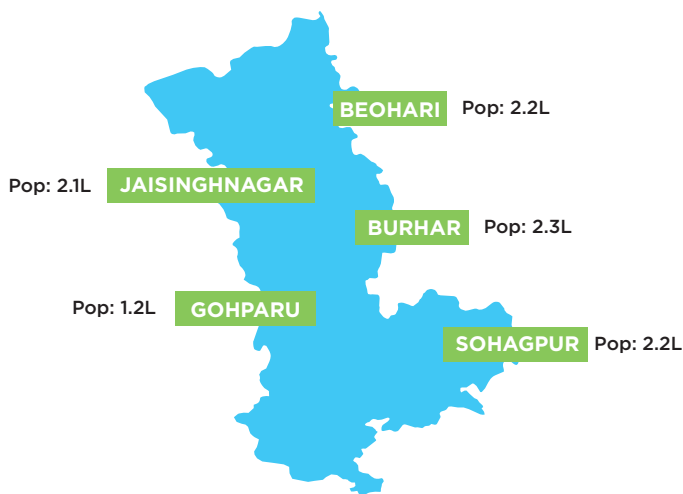 BEOHARI Pop: 2.2L
Pop: 2.1L JAISINGHNAGAR
BURHAR Pop: 2.3L
Pop: 1.2L GOHPARU
SOHAGPUR Pop: 2.2L